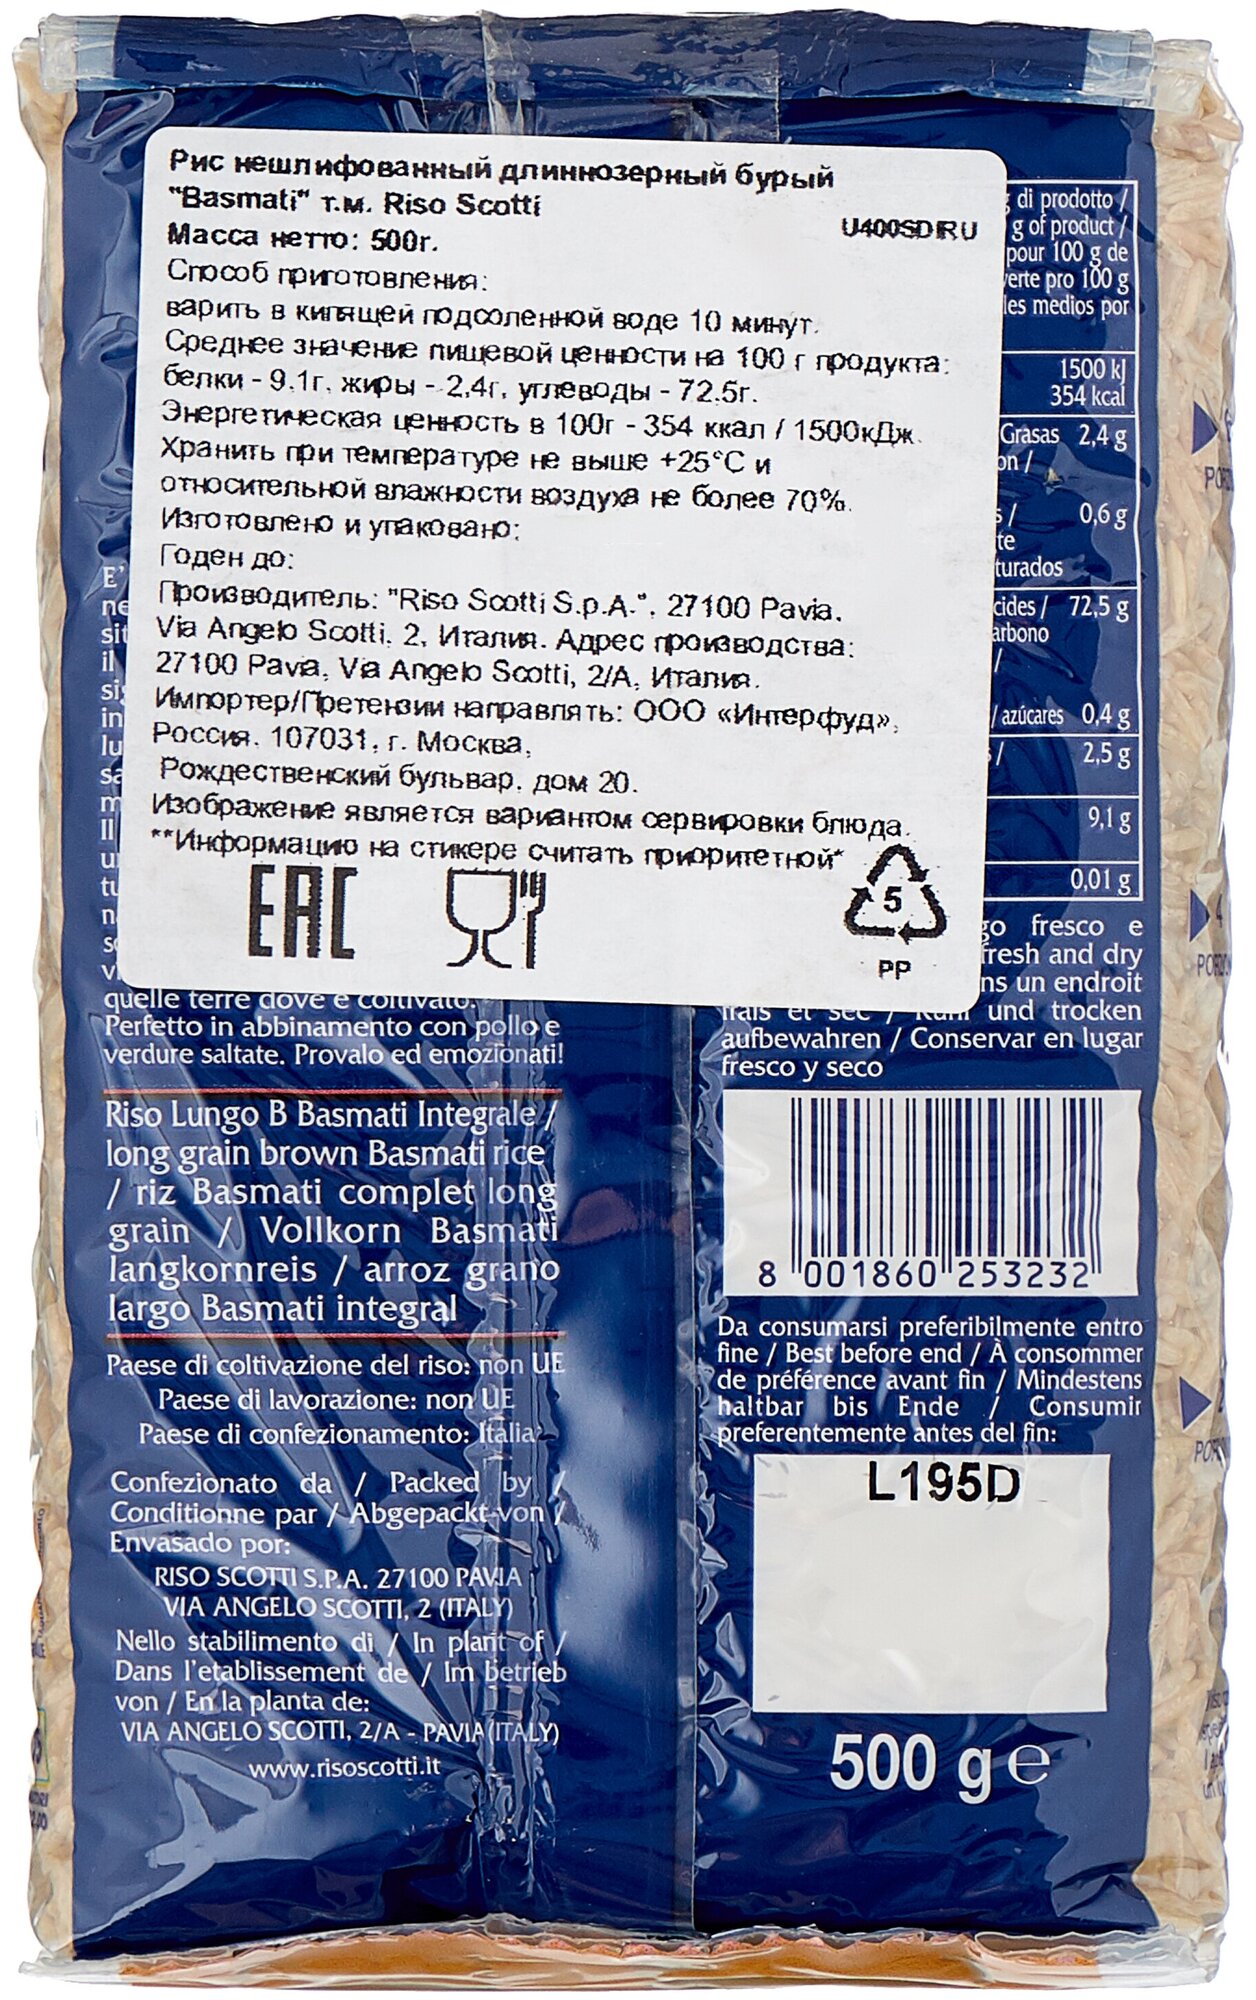 Рис нешлифованный длиннозерный бурый
"Basmati" т.м. Riso Scotti
U400SDIRU
Масса нетто: 500г.
Способ приготовления:
варить в кипящей подсоленной воде 10 минут.
Среднее значение пищевой ценности на 100 г продукта:
белки - 9.1г, жиры - 2,4г, углеводы - 72.5г.
Энергетическая ценность в 100г - 354 ккал / 1500кДж.
Хранить при температуре не выше +25°С и
относительной влажности воздуха не более 70%.
Изготовлено и упаковано:
Годен до:
Производитель: "Riso Scotti S.p.A.", 27100 Pavia,
Via Angelo Scotti, 2, Италия. Адрес производства:
27100 Pavia, Via Angelo Scotti, 2/A, Италия.
Импортер/Претензии направлять: ООО «Интерфуд»,
Россия, 107031, г. Москва,
Рождественский бульвар, дом 20.
Изображение является вариантом сервировки блюда.
**Информацию на стикере считать приоритетной*
EAC
5
PP
di prodotto /
g of product /
pour 100 g de
pro 100 g
les medios por
1500 kJ
354 kcal
Grasas 2,4 g
0,6 g
72,5 g
/ azúcares 0,4 g
2,5 g
9,1 g
0,01 g
fresco e
fresh and dry
un endroit
frais et sec / Kühl und trocken
aufbewahren / Conservar en lugar
fresco y seco
quelle terre dove è coltivato.
Perfetto in abbinamento con pollo e
verdure saltate. Provalo ed emozionati!
Riso Lungo B Basmati Integrale /
long grain brown Basmati rice
/ riz Basmati complet long
grain / Vollkorn Basmati
langkornreis / arroz grano
largo Basmati integral
Paese di coltivazione del riso: non UE
Paese di lavorazione: non UE
Paese di confezionamento: Italia
Confezionato da / Packed by /
Conditionne par / Abgepackt von /
Envasado por:
RISO SCOTTI S.P.A. 27100 PAVIA
VIA ANGELO SCOTTI, 2 (ITALY)
Nello stabilimento di / In plant of /
Dans l'etablissement de / Im betrieb
von / En la planta de:
VIA ANGELO SCOTTI, 2/A - PAVIA (ITALY)
www.risoscotti.it
8 001860 253232
Da consumarsi preferibilmente entro
fine / Best before end / À consommer
de préférence avant fin / Mindestens
haltbar bis Ende / Consumir
preferentemente antes del fin:
L195D
500 g e